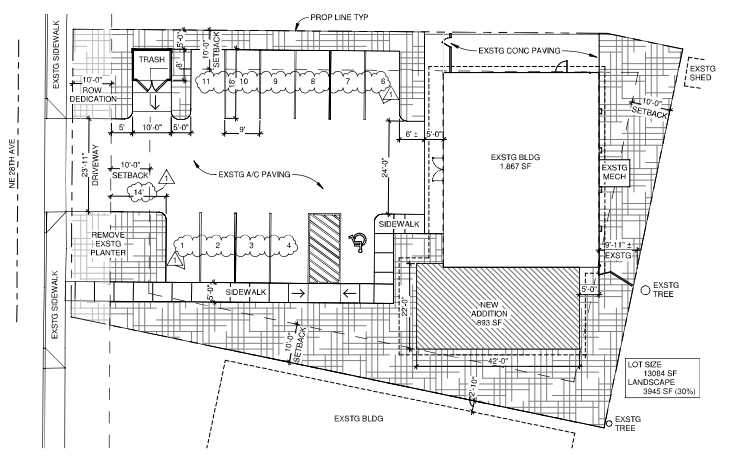 PROP LINE TYP
EXSTG SIDEWALK
5'-0"
10'-0"
SETBACK
TRASH
8'
EXSTG CONC PAVING
EXSTG
SHED
10'-0"
ROW
DEDICATION
11
18'
10
9
8
7
6
1
10'-0"
SETBACK
5'
10'-0"
5'-0"
9'
6' ±
5'-0"
NE 28TH AVE
23'-11"
DRIVEWAY
10'-0"
SETBACK
EXSTG A/C PAVING
24'-0"
EXSTG BLDG
1,867 SF
EXSTG
MECH
14'
1
REMOVE
EXSTG
PLANTER
1
1
2
3
4
SIDEWALK
9'-11" ±
EXSTG
EXSTG SIDEWALK
5'-0"
SIDEWALK
22'-0"
NEW
ADDITION
893 SF
5'-0"
EXSTG
TREE
10'-0"
SETBACK
42'-0"
LOT SIZE
13084 SF
LANDSCAPE
3945 SF (30%)
2'-10"
EXSTG BLDG
EXSTG
TREE